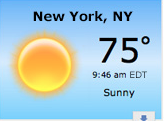 New York, NY
75°
9:46 am EDT
Sunny